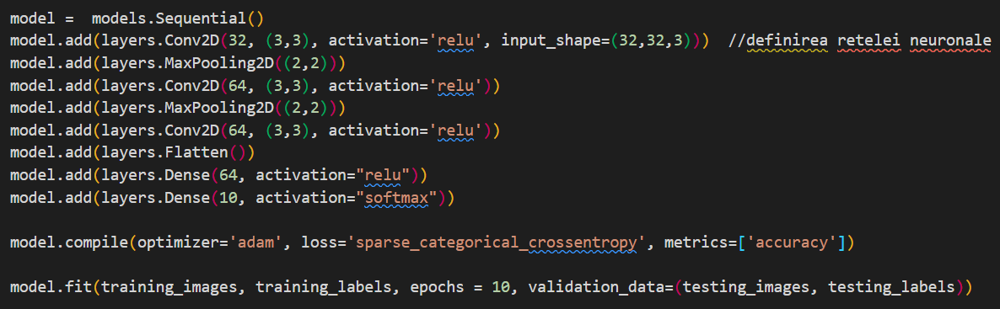 model =  models.Sequential()
model.add(layers.Conv2D(32, (3,3), activation='relu', input_shape=(32,32,3)))  //definirea retelei neuronale
model.add(layers.MaxPooling2D((2,2)))
model.add(layers.Conv2D(64, (3,3), activation='relu'))
model.add(layers.MaxPooling2D((2,2)))
model.add(layers.Conv2D(64, (3,3), activation='relu'))
model.add(layers.Flatten())
model.add(layers.Dense(64, activation="relu"))
model.add(layers.Dense(10, activation="softmax"))
model.compile(optimizer='adam', loss='sparse_categorical_crossentropy', metrics=['accuracy'])
model.fit(training_images, training_labels, epochs = 10, validation_data=(testing_images, testing_labels))